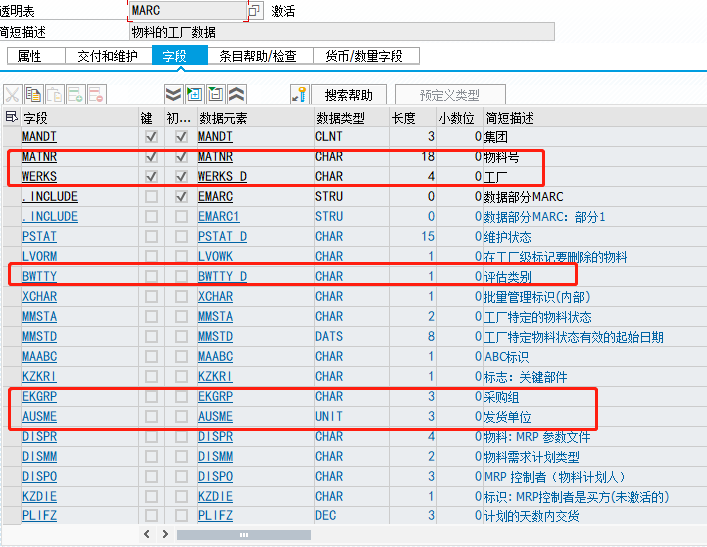 透明表 MARC 激活
简短描述 物料的工厂数据
属性 交付和维护 字段 条目帮助/检查 货币/数量字段
搜索帮助 预定义类型
字段 键 初... 数据元素 数据类型 长度 小数位 简短描述
MANDT MANDT CLNT 3 0 集团
MATNR MATNR CHAR 18 0 物料号
WERKS WERKS_D CHAR 4 0 工厂
.INCLUDE EMARC STRU 0 0 数据部分MARC
.INCLUDE EMARC1 STRU 0 0 数据部分MARC: 部分1
PSTAT PSTAT_D CHAR 15 0 维护状态
LVORM LVOWK CHAR 1 0 在工厂级标记要删除的物料
BWTTY BWTTY_D CHAR 1 0 评估类别
XCHAR XCHAR CHAR 1 0 批量管理标识(内部)
MMSTA MMSTA CHAR 2 0 工厂特定的物料状态
MMSTD MMSTD DATS 8 0 工厂特定物料状态有效的起始日期
MAABC MAABC CHAR 1 0 ABC标识
KZKRI KZKRI CHAR 1 0 标志: 关键部件
EKGRP EKGRP CHAR 3 0 采购组
AUSME AUSME UNIT 3 0 发货单位
DISPR DISPR CHAR 4 0 物料: MRP 参数文件
DISMM DISMM CHAR 2 0 物料需求计划类型
DISPO DISPO CHAR 3 0 MRP 控制者（物料计划人）
KZDIE KZDIE CHAR 1 0 标识: MRP控制者是买方(未激活的)
PLIFZ PLIFZ DEC 3 0 计划的天数内交货